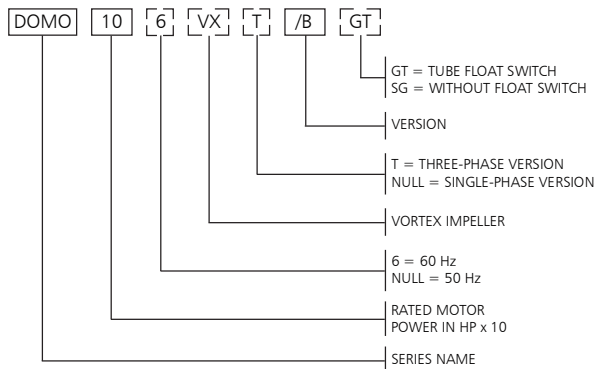 DOMO 10 6 VX T /B GT
GT = TUBE FLOAT SWITCH
SG = WITHOUT FLOAT SWITCH
VERSION
T = THREE-PHASE VERSION
NULL = SINGLE-PHASE VERSION
VORTEX IMPELLER
6 = 60 Hz
NULL = 50 Hz
RATED MOTOR
POWER IN HP x 10
SERIES NAME